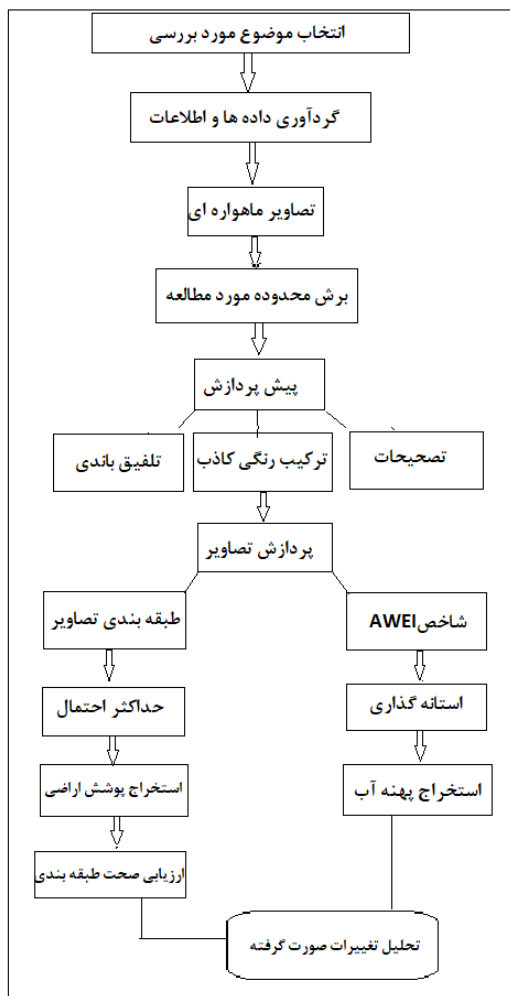 انتخاب موضوع مورد بررسی
گردآوری داده ها و اطلاعات
تصاویر ماهواره ای
برش محدوده مورد مطالعه
پیش پردازش
تصحیحات
ترکیب رنگی کاذب
تلفیق باندی
پردازش تصاویر
شاخصAWEI
طبقه بندی تصاویر
استانه گذاری
حداکثر احتمال
استخراج پهنه آب
استخراج پوشش اراضی
ارزیابی صحت طبقه بندی
تحلیل تغییرات صورت گرفته